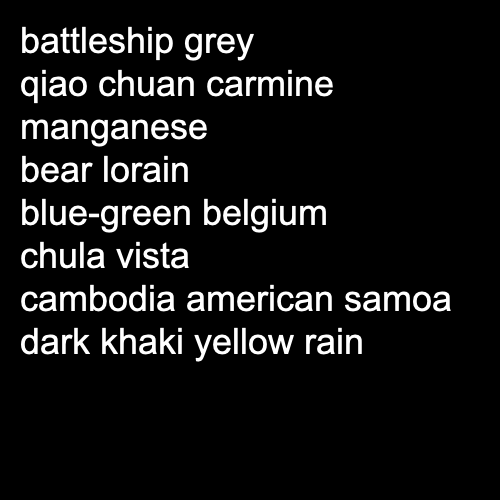 battleship grey
qiao chuan carmine
manganese
bear lorain
blue-green belgium
chula vista
cambodia american samoa
dark khaki yellow rain